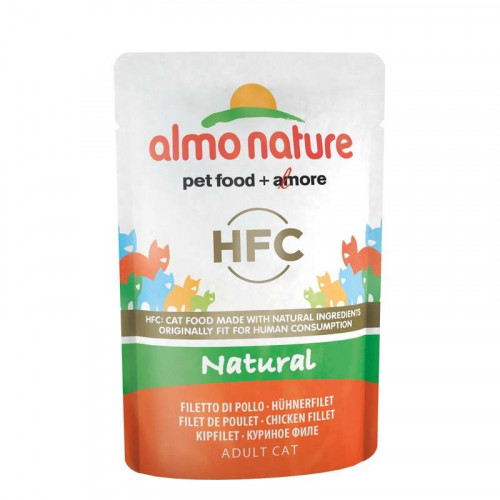 almo nature
pet food + almore
HFC
HFC: CAT FOOD MADE WITH NATURAL INGREDIENTS
ORIGINALLY FIT FOR HUMAN CONSUMPTION
Natural
FILETTO DI POLLO · HÜHNERFILET
FILET DE POULET · CHICKEN FILLET
KIPFILET · КУРИНОЕ ФИЛЕ
ADULT CAT